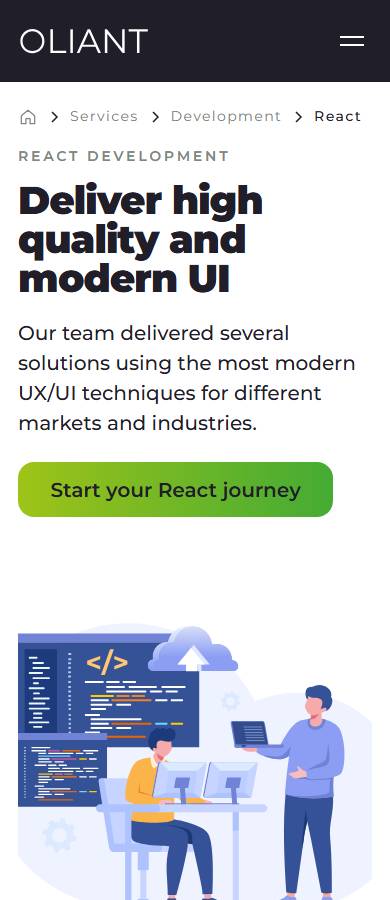 OLIANT
Services Development React
REACT DEVELOPMENT
Deliver high
quality and
modern UI
Our team delivered several
solutions using the most modern
UX/UI techniques for different
markets and industries.
Start your React journey
</>